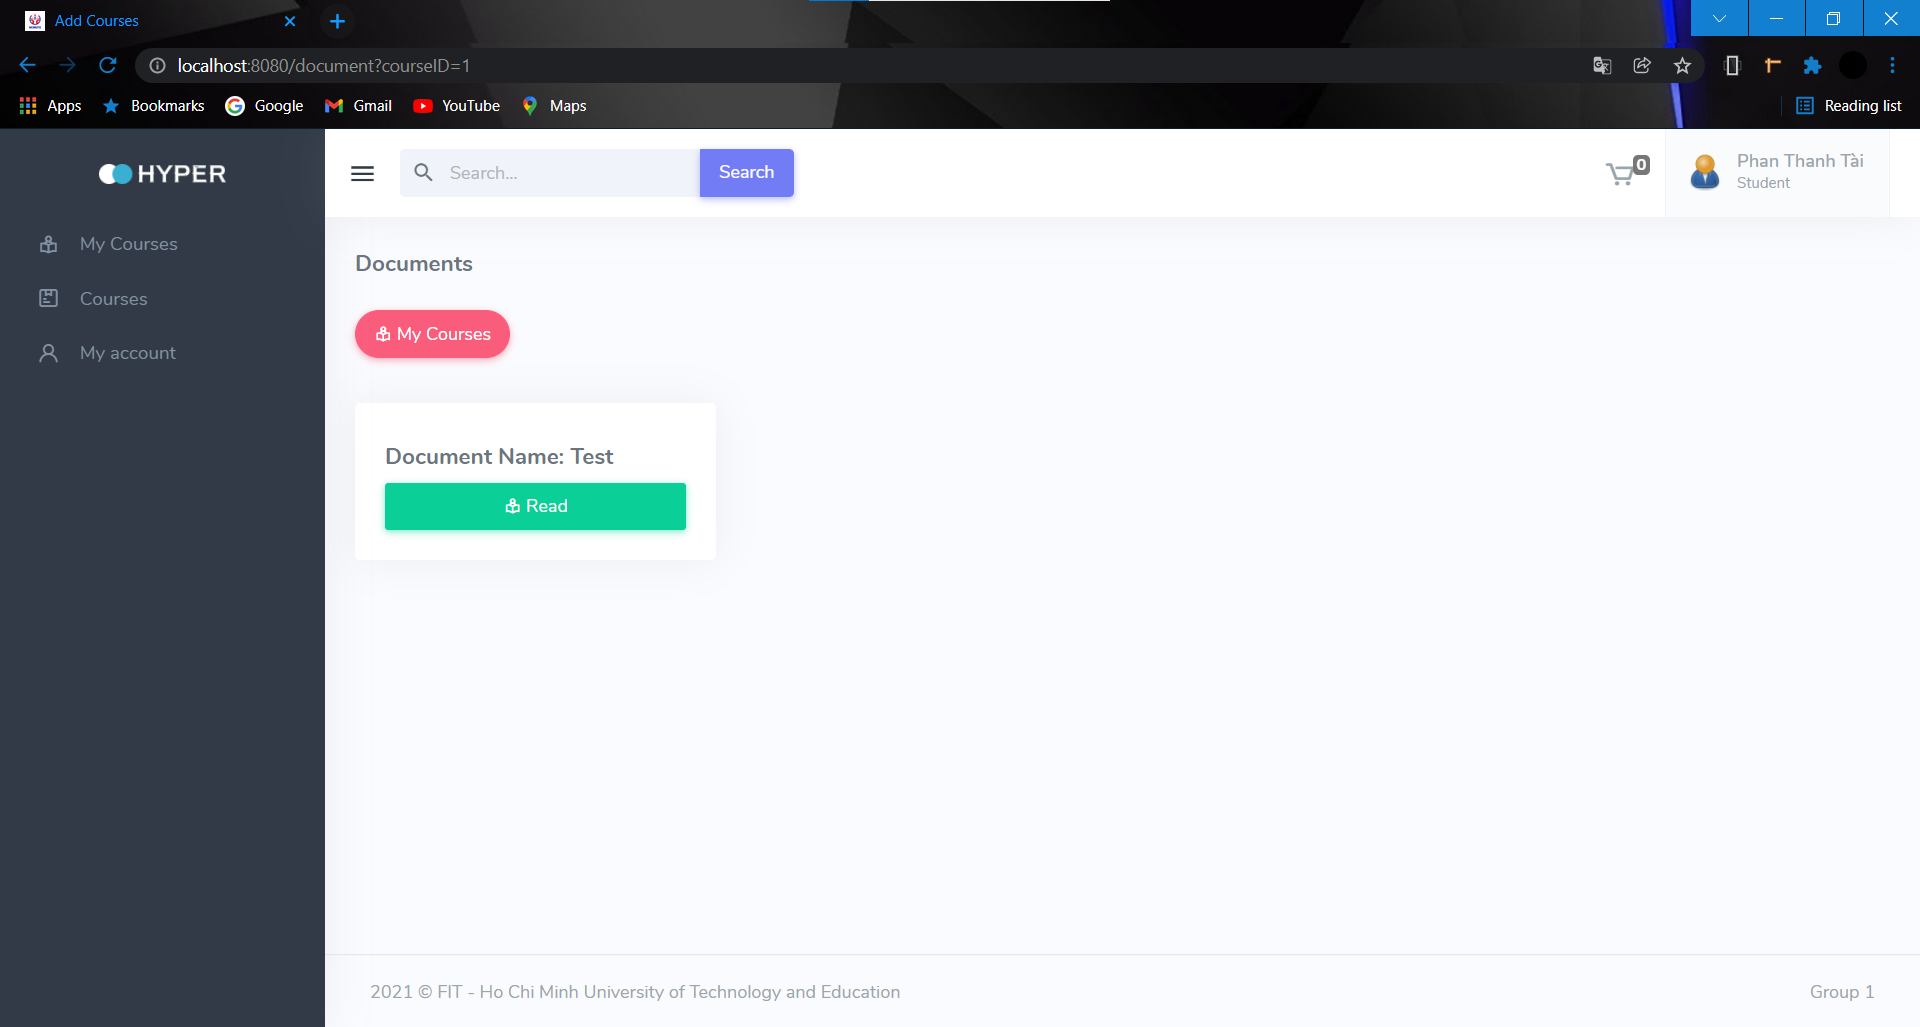 Add Courses
localhost:8080/document?courseID=1
Apps
Bookmarks
Google
Gmail
YouTube
Maps
Reading list
HYPER
Search...
Search
0
Phan Thanh Tài
Student
My Courses
Courses
My account
Documents
My Courses
Document Name: Test
Read
2021 © FIT - Ho Chi Minh University of Technology and Education
Group 1